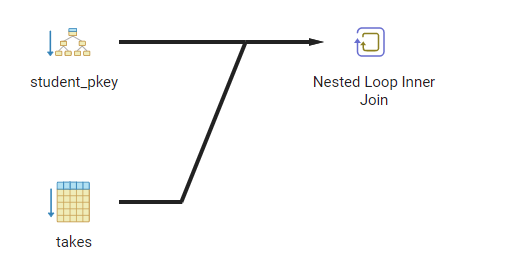 student_pkey
Nested Loop Inner
Join
takes